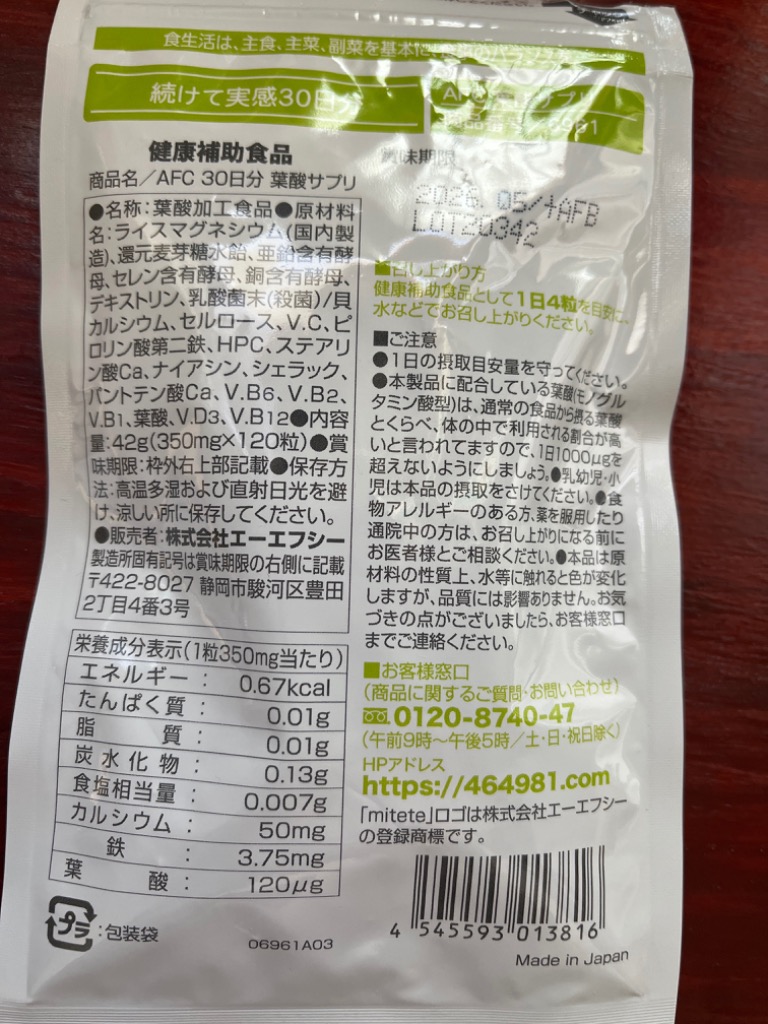 食生活は、主食、主菜、副菜を基本に
続けて実感30日分
サプリ
健康補助食品
商品名/AFC 30日分 葉酸サプリ
賞味期限
2026.05/+AFB
LOT20342
●名称:葉酸加工食品●原材料
名:ライスマグネシウム(国内製
造)、還元麦芽糖水飴、亜鉛含有酵
母、セレン含有酵母、銅含有酵母、
デキストリン、乳酸菌末(殺菌)/貝
カルシウム、セルロース、V.C、ピ
ロリン酸第二鉄、HPC、ステアリ
ン酸Ca、ナイアシン、シェラック、
パントテン酸Ca、V.B6、V.B2、
V.B1、葉酸、V.D3、V.B12●内容
量:42g(350mg×120粒)●賞
味期限:枠外右上部記載●保存方
法:高温多湿および直射日光を避
け、涼しい所に保存してください。
●販売者:株式会社エーエフシー
製造所固有記号は賞味期限の右側に記載
〒422-8027 静岡市駿河区豊田
2丁目4番3号
栄養成分表示(1粒350mg当たり)
エネルギー: 0.67kcal
たんぱく質: 0.01g
脂質: 0.01g
炭水化物: 0.13g
食塩相当量: 0.007g
カルシウム: 50mg
鉄: 3.75mg
葉酸: 120μg
プラ:包装袋
06961A03
■召し上がり方
健康補助食品として1日4粒を目安に、
水などでお召し上がりください。
■ご注意
●1日の摂取目安量を守ってください。
●本製品に配合している葉酸(モノグル
タミン酸型)は、通常の食品から摂る葉酸
とくらべ、体の中で利用される割合が高
いと言われてますので、1日1000μgを
超えないようにしましょう。●乳幼児・小
児は本品の摂取をさけてください。●食
物アレルギーのある方、薬を服用したり
通院中の方は、お召し上がりになる前に
お医者様とご相談ください。●本品は原
材料の性質上、水等に触れると色が変化
しますが、品質には影響ありません。お気
づきの点がございましたら、お客様窓口
までご連絡ください。
■お客様窓口
(商品に関するご質問・お問い合わせ)
0120-8740-47
(午前9時〜午後5時/土・日・祝日除く)
HPアドレス
https://464981.com
「mitete」ロゴは株式会社エーエフシー
の登録商標です。
4 545593 013816
Made in Japan